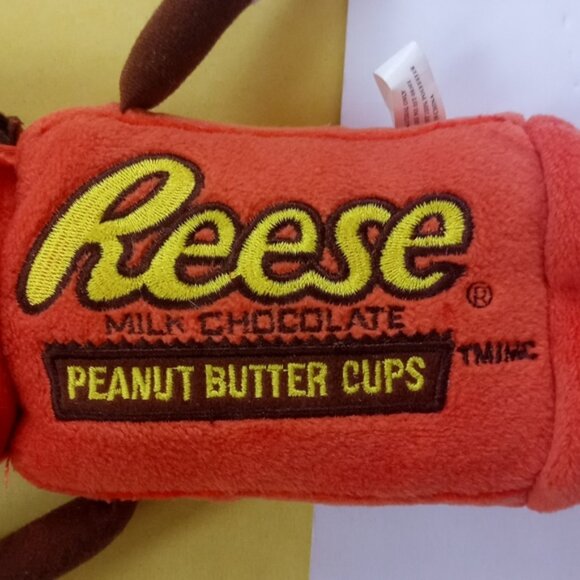 Reese
®
MILK CHOCOLATE
PEANUT BUTTER CUPS
TM/MC